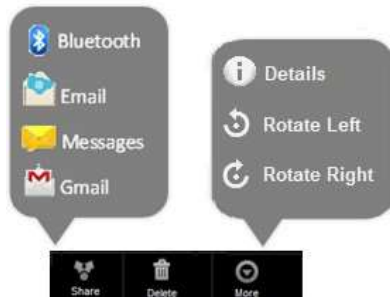 Bluetooth
Email
Messages
Gmail
Details
Rotate Left
Rotate Right
Share Delete More